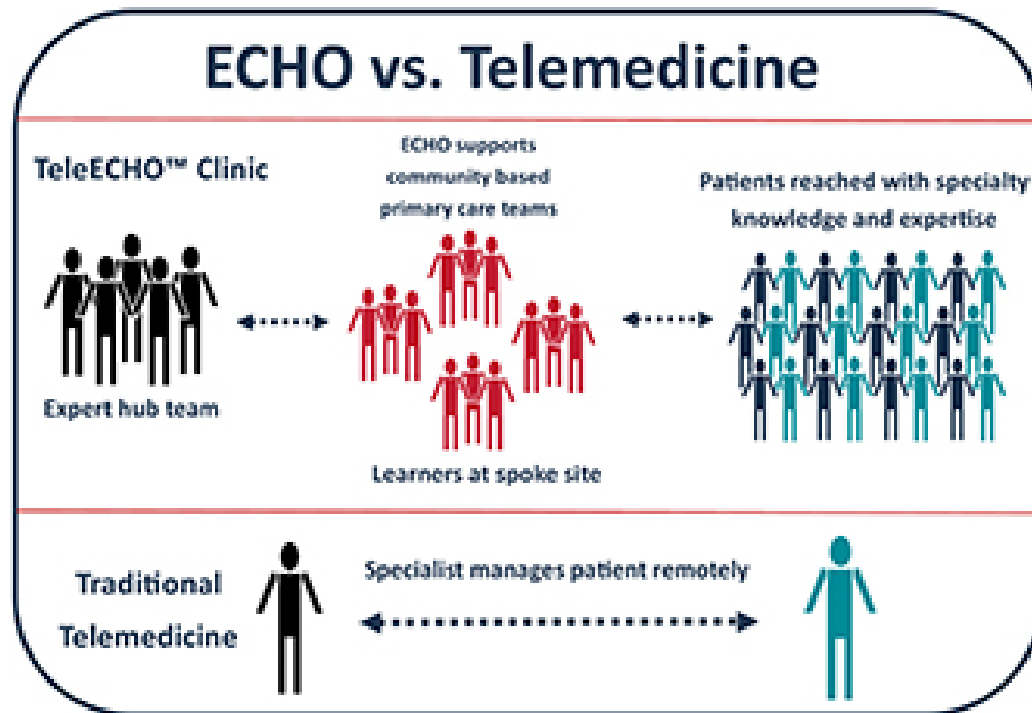 ECHO vs. Telemedicine
TeleECHO™ Clinic
ECHO supports
community based
primary care teams
Patients reached with specialty
knowledge and expertise
Expert hub team
Learners at spoke site
Traditional
Telemedicine
Specialist manages patient remotely